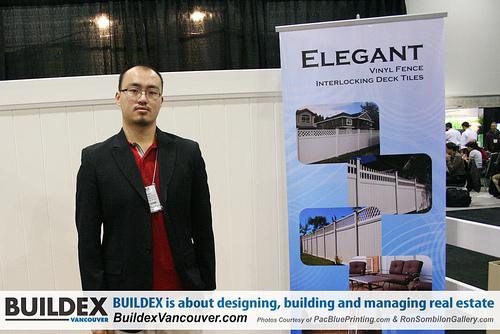 ELEGANT
VINYL FENCE
INTERLOCKING DECK TILES
BUILDEX
VANCOUVER
BUILDEX is about designing, building and managing real estate
BuildexVancouver.com
Photos Courtesy of PacBluePrinting.com & RonSombilonGallery.com